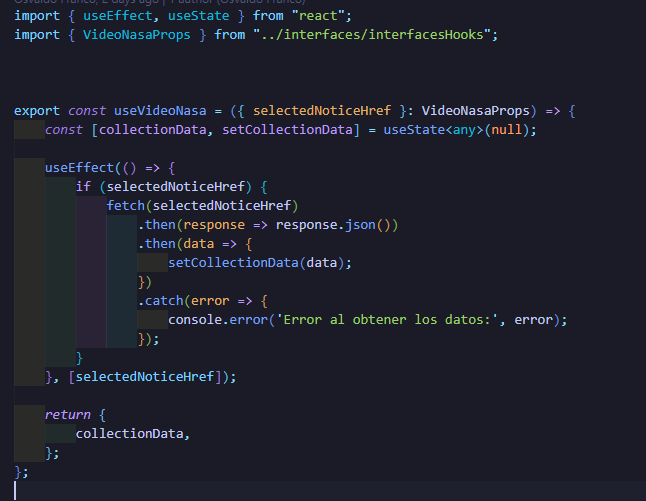 Osvaldo Franco, 2 days ago | 1 author (Osvaldo Franco)
import { useEffect, useState } from "react";
import { VideoNasaProps } from "../interfaces/interfacesHooks";
export const useVideoNasa = ({ selectedNoticeHref }: VideoNasaProps) => {
const [collectionData, setCollectionData] = useState<any>(null);
useEffect(() => {
if (selectedNoticeHref) {
fetch(selectedNoticeHref)
.then(response => response.json())
.then(data => {
setCollectionData(data);
})
.catch(error => {
console.error('Error al obtener los datos:', error);
});
}
}, [selectedNoticeHref]);
return {
collectionData,
};
};